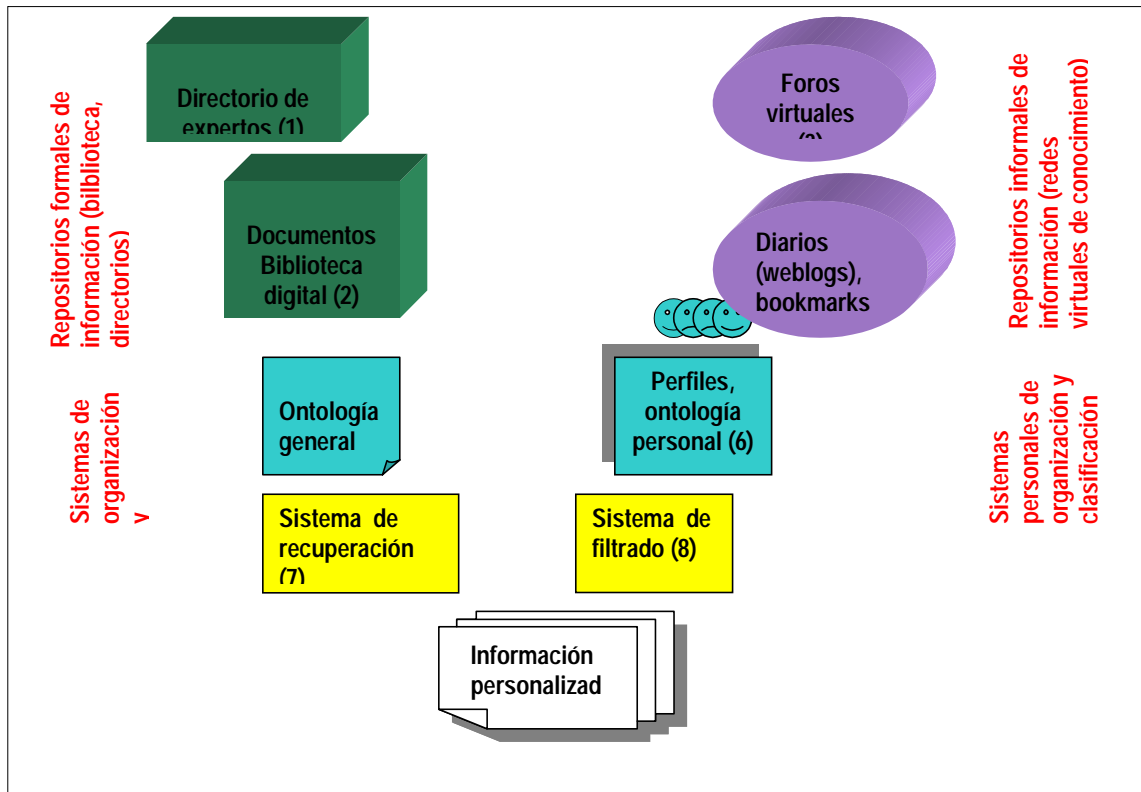 Repositorios formales de
información (bilblioteca,
directorios)
Directorio de
expertos (1)
Documentos
Biblioteca
digital (2)
Foros
virtuales
Diarios
(weblogs),
bookmarks
Repositorios informales de
información (redes
virtuales de conocimiento)
Sistemas de
organización
y
Ontología
general
Perfiles,
ontología
personal (6)
Sistemas
personales de
organización y
clasificación
Sistema de
recuperación
(7)
Sistema de
filtrado (8)
Información
personalizad